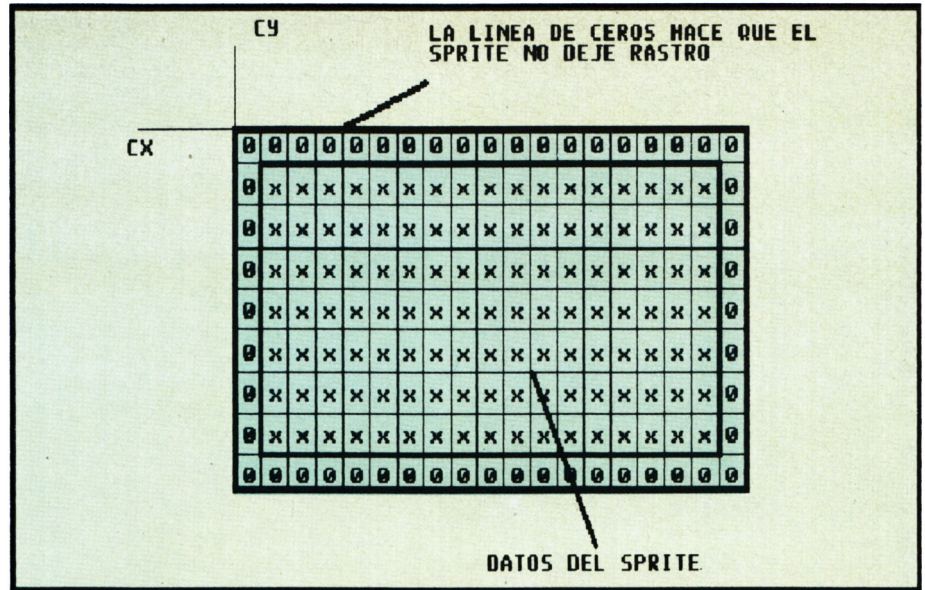 CY
LA LINEA DE CEROS HACE QUE EL
SPRITE NO DEJE RASTRO
CX
0 0 0 0 0 0 0 0 0 0 0 0 0 0 0 0 0 0 0
0 x x x x x x x x x x x x x x x x x 0
0 x x x x x x x x x x x x x x x x x 0
0 x x x x x x x x x x x x x x x x x 0
0 x x x x x x x x x x x x x x x x x 0
0 x x x x x x x x x x x x x x x x x 0
0 x x x x x x x x x x x x x x x x x 0
0 x x x x x x x x x x x x x x x x x 0
0 0 0 0 0 0 0 0 0 0 0 0 0 0 0 0 0 0 0
DATOS DEL SPRITE